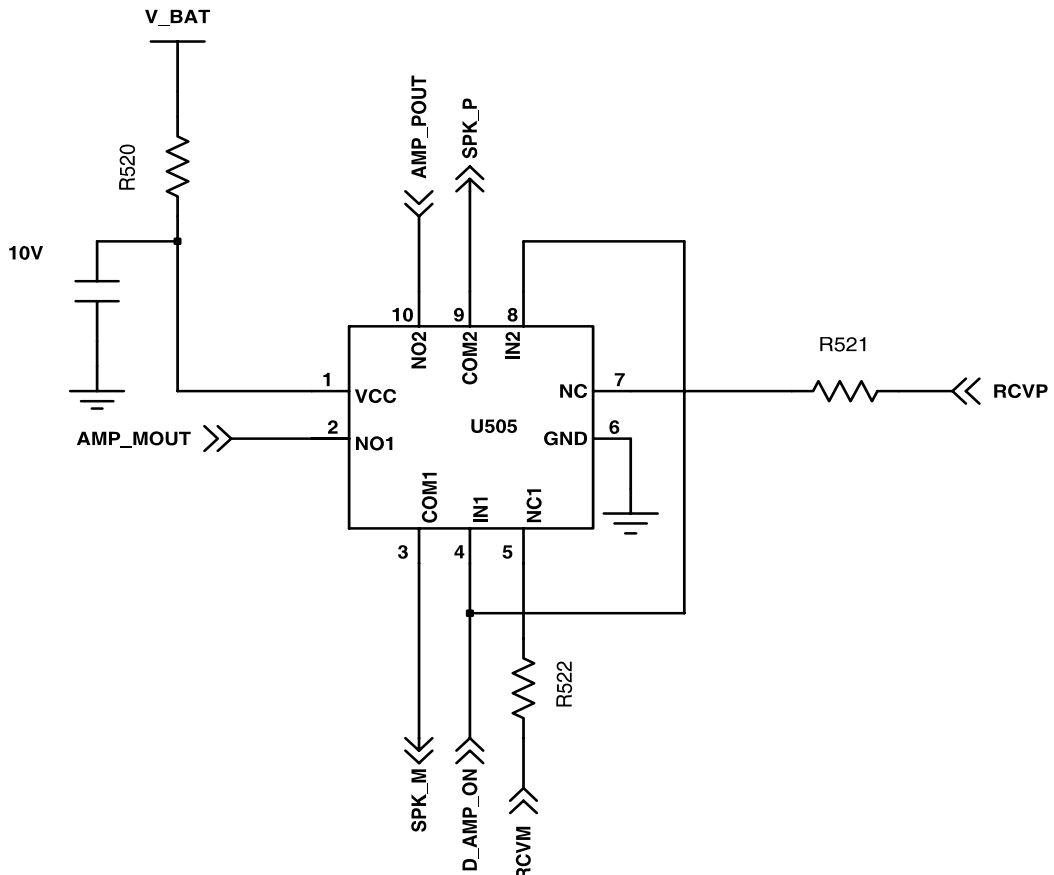 V_BAT
R520
10V
AMP_POUT
SPK_P
10
9
8
NO2
COM2
IN2
1
VCC
AMP_MOUT
2
NO1
U505
NC
7
R521
RCVP
GND
6
COM1
IN1
NC1
3
4
5
R522
SPK_M
D_AMP_ON
RCVM